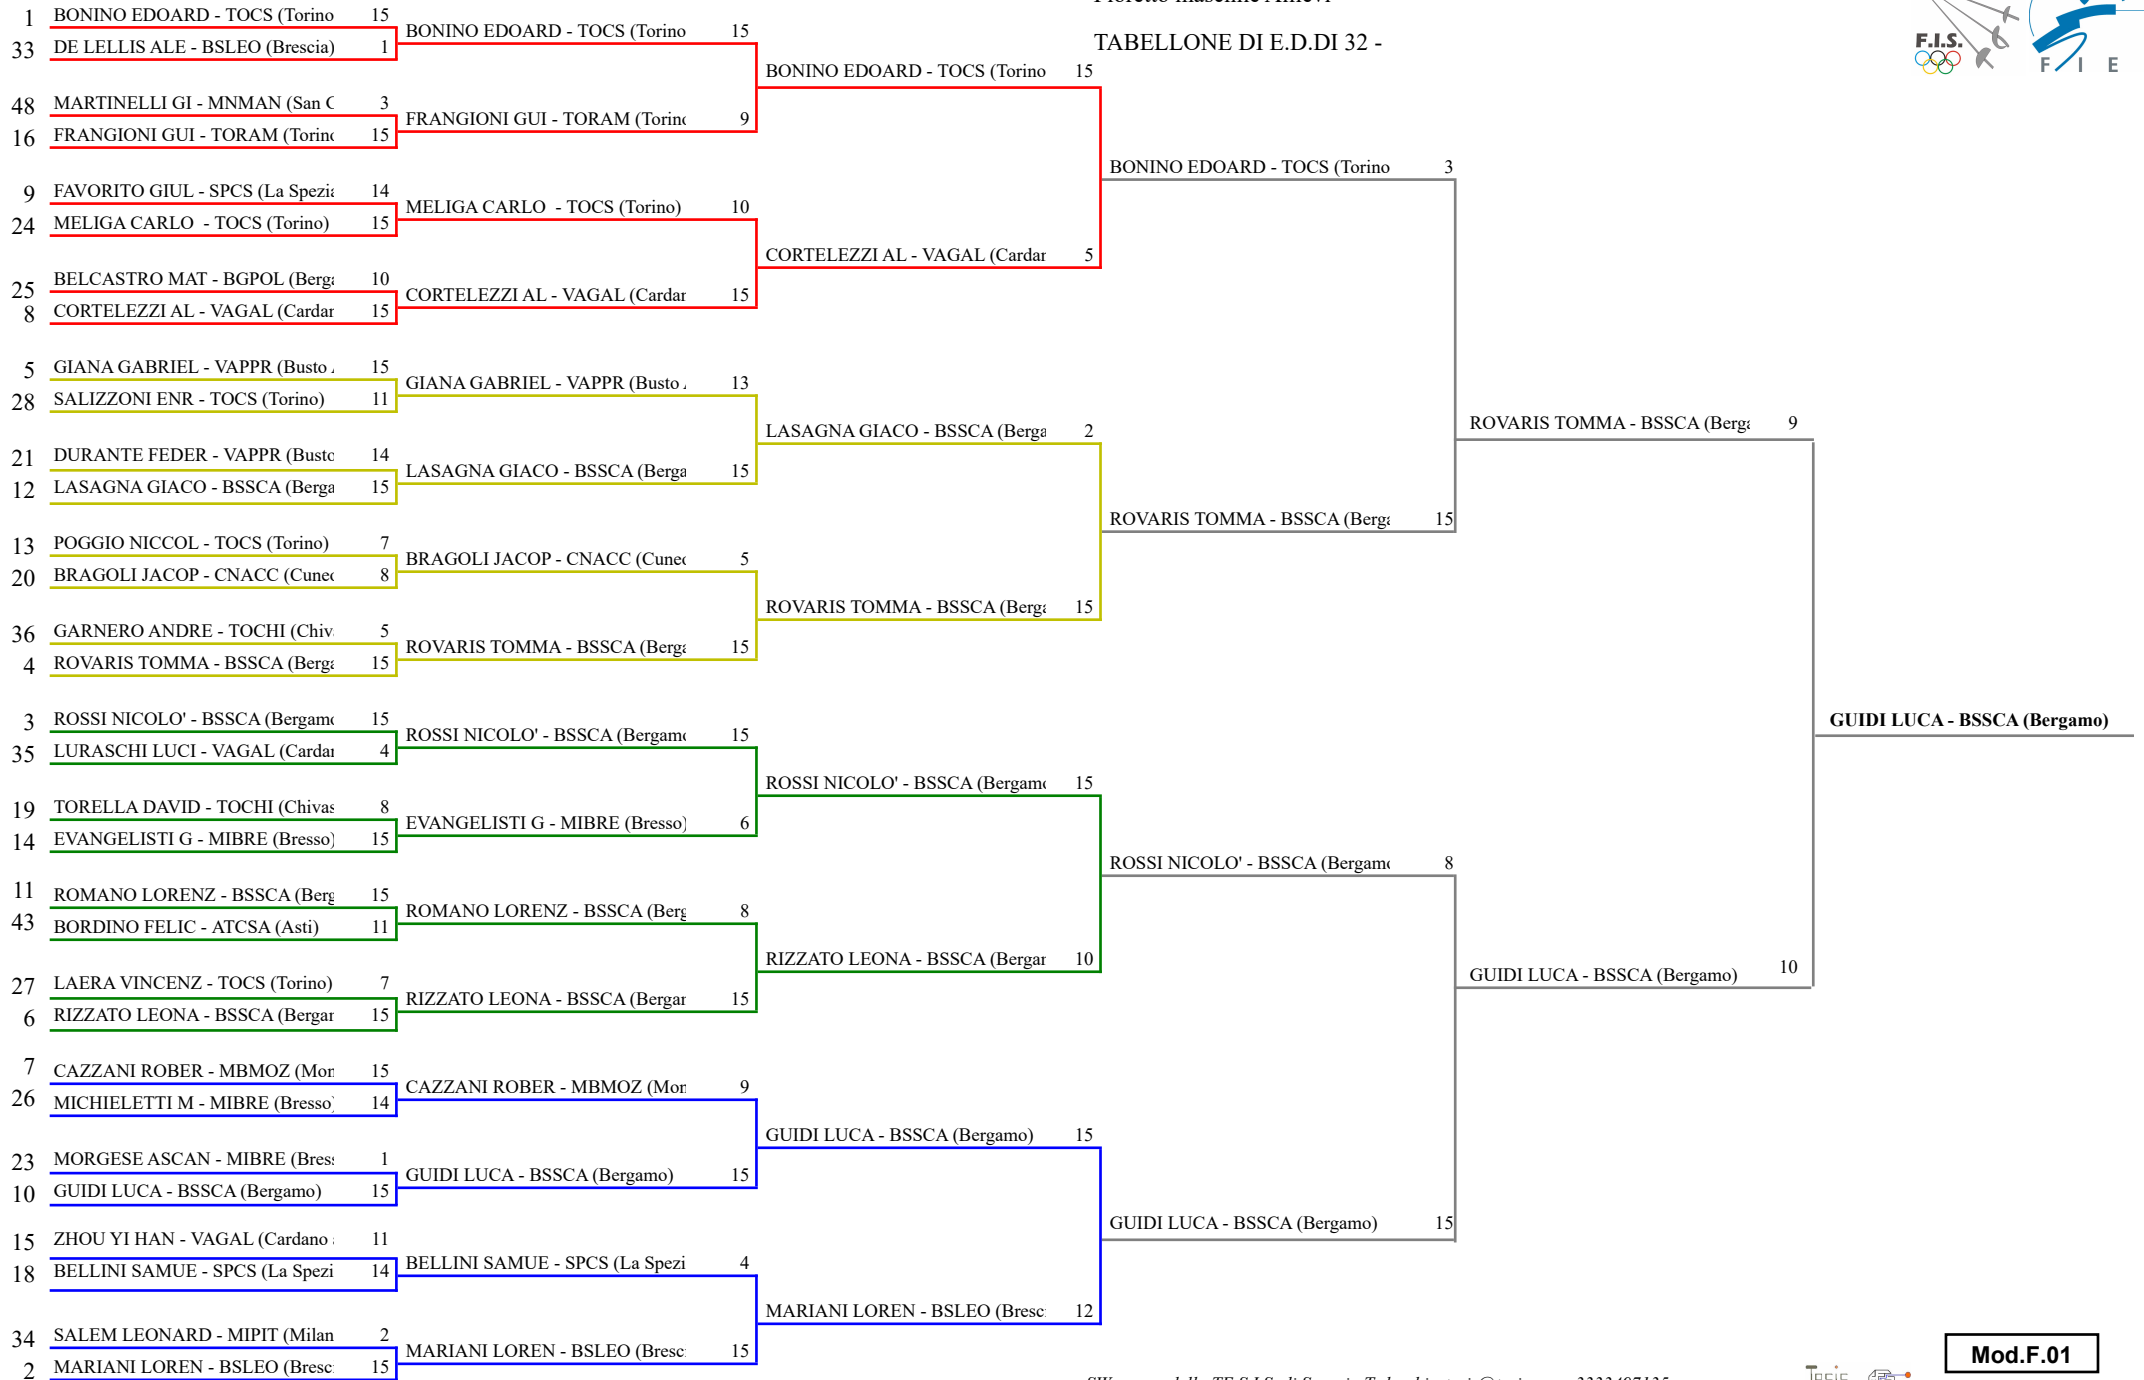 TABELLONE DI E.D.DI 32 -
F.I.S.
F I E
1 BONINO EDOARD - TOCS (Torino 15
33 DE LELLIS ALE - BSLEO (Brescia) 1
48 MARTINELLI GI - MNMAN (San 3
16 FRANGIONI GUI - TORAM (Torino 15
9 FAVORITO GIUL - SPCS (La Spezia 14
24 MELIGA CARLO - TOCS (Torino) 15
25 BELCASTRO MAT - BGPOL (Berga 10
8 CORTELEZZI AL - VAGAL (Cardar 15
5 GIANA GABRIEL - VAPPR (Busto 15
28 SALIZZONI ENR - TOCS (Torino) 11
21 DURANTE FEDER - VAPPR (Busto 14
12 LASAGNA GIACO - BSSCA (Berga 15
13 POGGIO NICCOL - TOCS (Torino) 7
20 BRAGOLI JACOP - CNACC (Cuneo 8
36 GARNERO ANDRE - TOCHI (Chiv 5
4 ROVARIS TOMMA - BSSCA (Berga 15
3 ROSSI NICOLO' - BSSCA (Bergamo 15
35 LURASCHI LUCI - VAGAL (Cardar 4
19 TORELLA DAVID - TOCHI (Chivas 8
14 EVANGELISTI G - MIBRE (Bresso) 15
11 ROMANO LORENZ - BSSCA (Berg 15
43 BORDINO FELIC - ATCSA (Asti) 11
27 LAERA VINCENZ - TOCS (Torino) 7
6 RIZZATO LEONA - BSSCA (Bergar 15
7 CAZZANI ROBER - MBMOZ (Mon 15
26 MICHIELETTI M - MIBRE (Bresso) 14
23 MORGESE ASCAN - MIBRE (Bres 1
10 GUIDI LUCA - BSSCA (Bergamo) 15
15 ZHOU YI HAN - VAGAL (Cardano 11
18 BELLINI SAMUE - SPCS (La Spezi 14
34 SALEM LEONARD - MIPIT (Milan 2
2 MARIANI LOREN - BSLEO (Bresc 15
BONINO EDOARD - TOCS (Torino 15
FRANGIONI GUI - TORAM (Torino 9
MELIGA CARLO - TOCS (Torino) 10
CORTELEZZI AL - VAGAL (Cardar 15
GIANA GABRIEL - VAPPR (Busto 13
LASAGNA GIACO - BSSCA (Berga 15
BRAGOLI JACOP - CNACC (Cuneo 5
ROVARIS TOMMA - BSSCA (Berga 15
ROSSI NICOLO' - BSSCA (Bergamo 15
EVANGELISTI G - MIBRE (Bresso) 6
ROMANO LORENZ - BSSCA (Berg 8
RIZZATO LEONA - BSSCA (Bergar 15
CAZZANI ROBER - MBMOZ (Mon 9
GUIDI LUCA - BSSCA (Bergamo) 15
BELLINI SAMUE - SPCS (La Spezi 4
MARIANI LOREN - BSLEO (Bresc 15
BONINO EDOARD - TOCS (Torino 15
CORTELEZZI AL - VAGAL (Cardar 5
LASAGNA GIACO - BSSCA (Berga 2
ROVARIS TOMMA - BSSCA (Berga 15
ROSSI NICOLO' - BSSCA (Bergamo 15
RIZZATO LEONA - BSSCA (Bergar 10
GUIDI LUCA - BSSCA (Bergamo) 15
MARIANI LOREN - BSLEO (Bresc 12
BONINO EDOARD - TOCS (Torino 3
ROVARIS TOMMA - BSSCA (Berga 15
ROSSI NICOLO' - BSSCA (Bergamo 8
GUIDI LUCA - BSSCA (Bergamo) 15
ROVARIS TOMMA - BSSCA (Berga 9
GUIDI LUCA - BSSCA (Bergamo) 10
GUIDI LUCA - BSSCA (Bergamo)
Mod.F.01